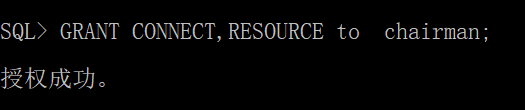 SQL> GRANT CONNECT,RESOURCE to  chairman;
授权成功。